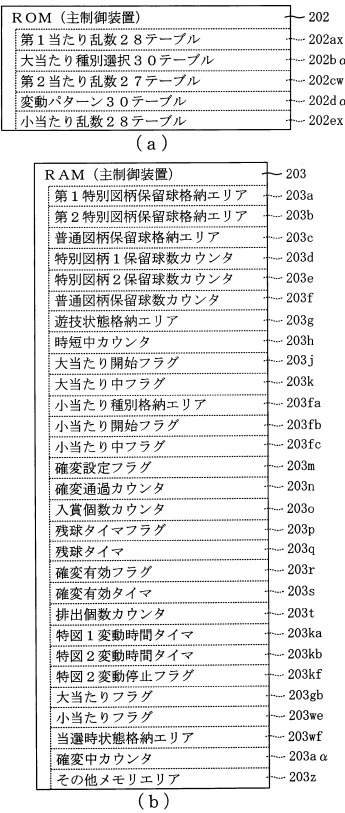 ROM（主制御装置） 202
第１当たり乱数２８テーブル 202ax
大当たり種別選択３０テーブル 202bα
第２当たり乱数２７テーブル 202cw
変動パターン３０テーブル 202dα
小当たり乱数２８テーブル 202ex
(a)
RAM（主制御装置） 203
第１特別図柄保留球格納エリア 203a
第２特別図柄保留球格納エリア 203b
普通図柄保留球格納エリア 203c
特別図柄１保留球数カウンタ 203d
特別図柄２保留球数カウンタ 203e
普通図柄保留球数カウンタ 203f
遊技状態格納エリア 203g
時短中カウンタ 203h
大当たり開始フラグ 203j
大当たり中フラグ 203k
小当たり種別格納エリア 203fa
小当たり開始フラグ 203fb
小当たり中フラグ 203fc
確変設定フラグ 203m
確変通過カウンタ 203n
入賞個数カウンタ 203o
残球タイマフラグ 203p
残球タイマ 203q
確変有効フラグ 203r
確変有効タイマ 203s
排出個数カウンタ 203t
特図１変動時間タイマ 203ka
特図２変動時間タイマ 203kb
特図２変動停止フラグ 203kf
大当たりフラグ 203gb
小当たりフラグ 203we
当選時状態格納エリア 203wf
確変中カウンタ 203aα
その他メモリエリア 203z
(b)